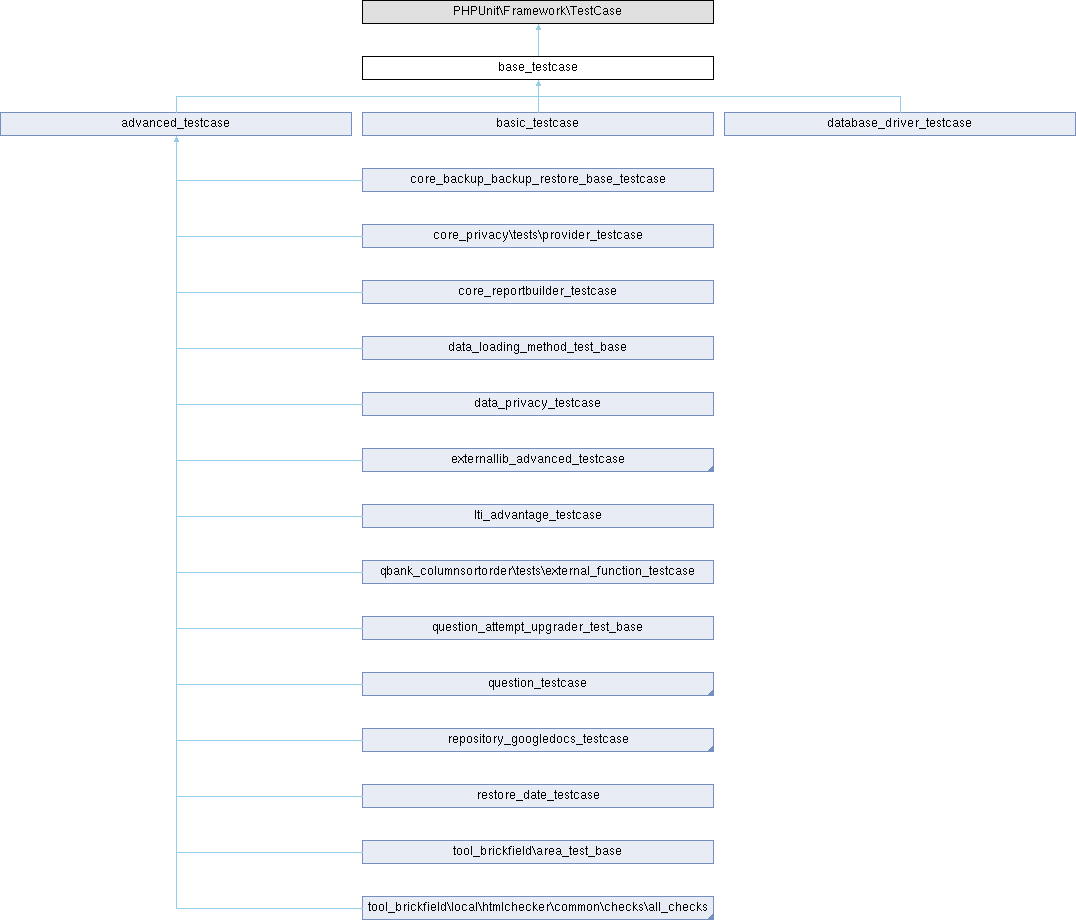 PHPUnit\Framework\TestCase
base_testcase
advanced_testcase
basic_testcase
database_driver_testcase
core_backup_backup_restore_base_testcase
core_privacy\tests\provider_testcase
core_reportbuilder_testcase
data_loading_method_test_base
data_privacy_testcase
externallib_advanced_testcase
lti_advantage_testcase
qbank_columnsortorder\tests\external_function_testcase
question_attempt_upgrader_test_base
question_testcase
repository_googledocs_testcase
restore_date_testcase
tool_brickfield\area_test_base
tool_brickfield\local\htmlchecker\common\checks\all_checks